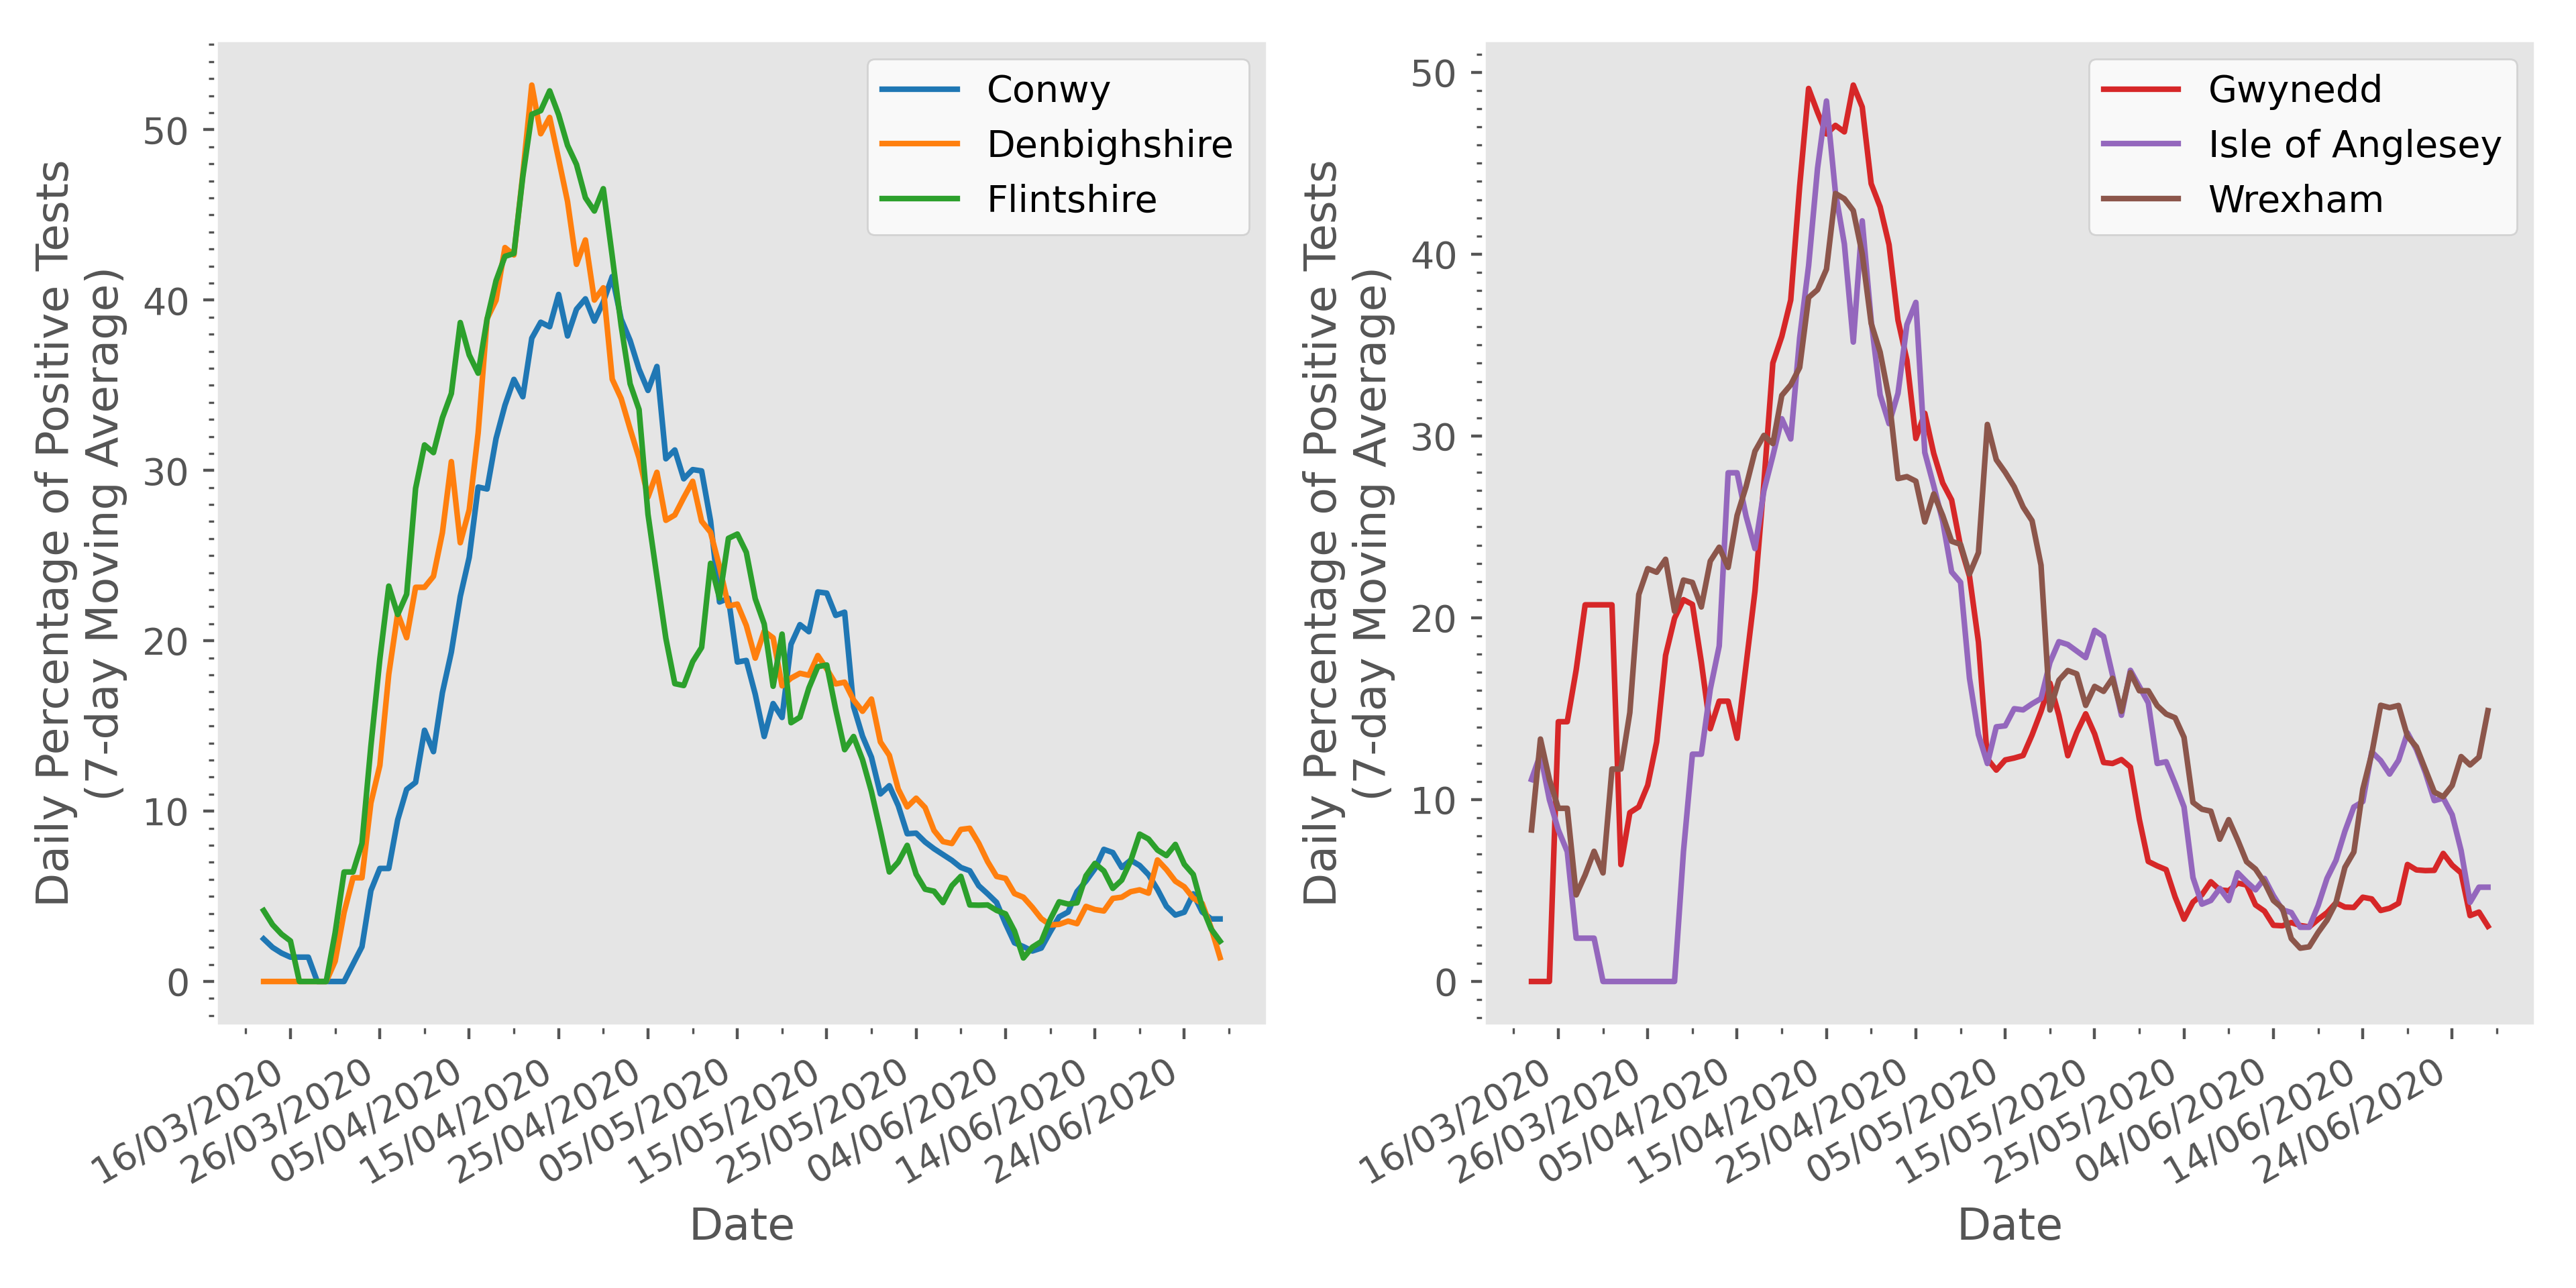 Daily Percentage of Positive Tests
(7-day Moving Average)
50
40
30
20
10
0
Conwy
Denbighshire
Flintshire
16/03/2020
26/03/2020
05/04/2020
15/04/2020
25/04/2020
05/05/2020
15/05/2020
25/05/2020
04/06/2020
14/06/2020
24/06/2020
Date
Daily Percentage of Positive Tests
(7-day Moving Average)
50
40
30
20
10
0
Gwynedd
Isle of Anglesey
Wrexham
16/03/2020
26/03/2020
05/04/2020
15/04/2020
25/04/2020
05/05/2020
15/05/2020
25/05/2020
04/06/2020
14/06/2020
24/06/2020
Date